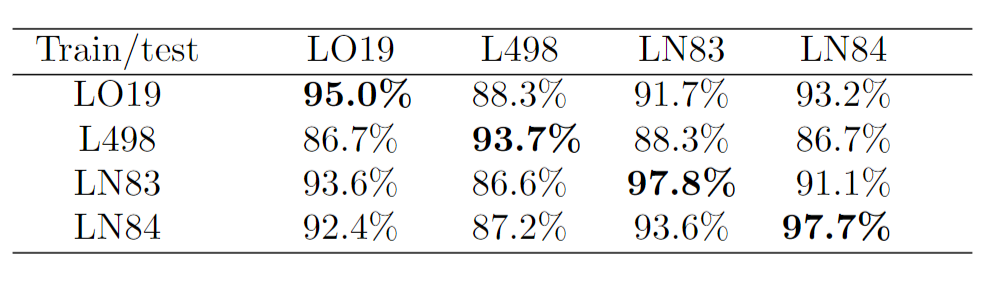 Train/test LO19 L498 LN83 LN84
LO19 95.0% 88.3% 91.7% 93.2%
L498 86.7% 93.7% 88.3% 86.7%
LN83 93.6% 86.6% 97.8% 91.1%
LN84 92.4% 87.2% 93.6% 97.7%